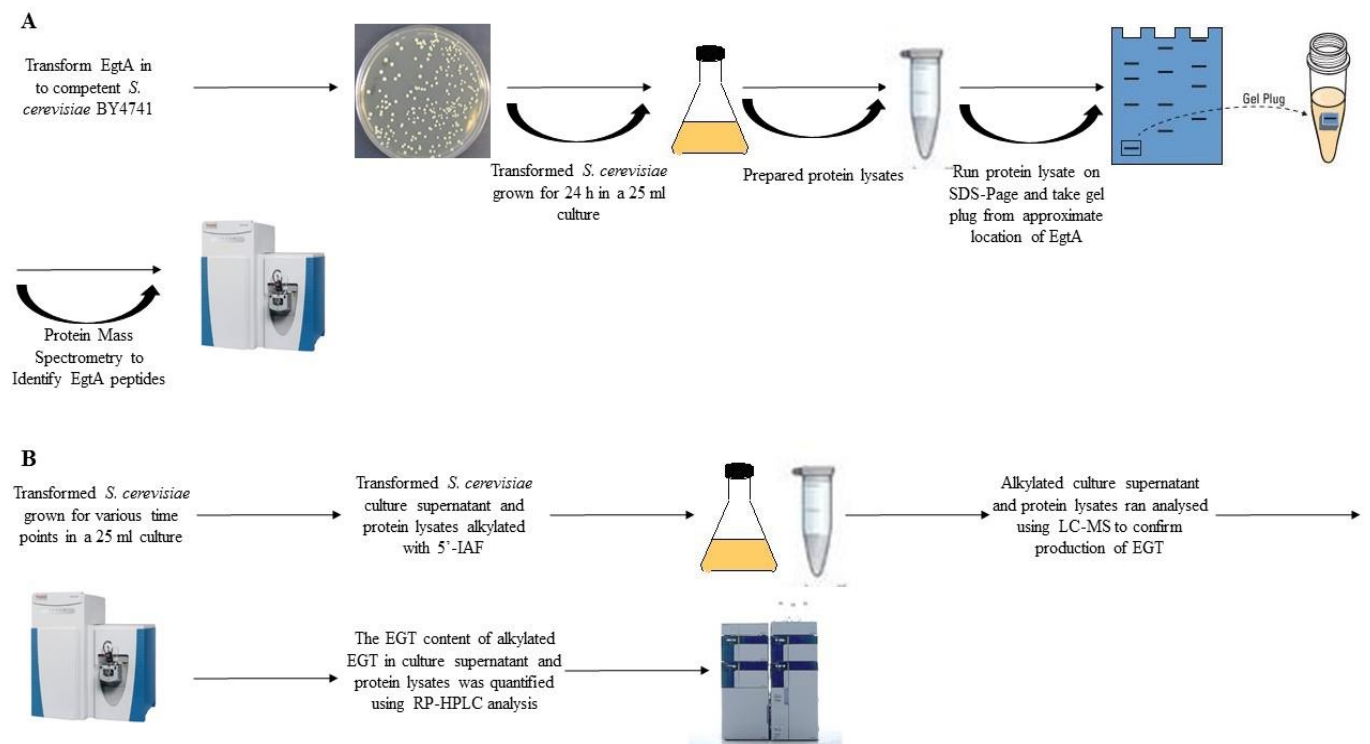 A
Transform EgtA in
to competent S.
cerevisiae BY4741
Transformed S. cerevisiae
grown for 24 h in a 25 ml
culture
Prepared protein lysates
Run protein lysate on
SDS-Page and take gel
plug from approximate
location of EgtA
Gel Plug
Protein Mass
Spectrometry to
Identify EgtA peptides
B
Transformed S. cerevisiae
grown for various time
points in a 25 ml culture
Transformed S. cerevisiae
culture supernatant and
protein lysates alkylated
with 5’-IAF
Alkylated culture supernatant
and protein lysates ran analysed
using LC-MS to confirm
production of EGT
The EGT content of alkylated
EGT in culture supernatant and
protein lysates was quantified
using RP-HPLC analysis